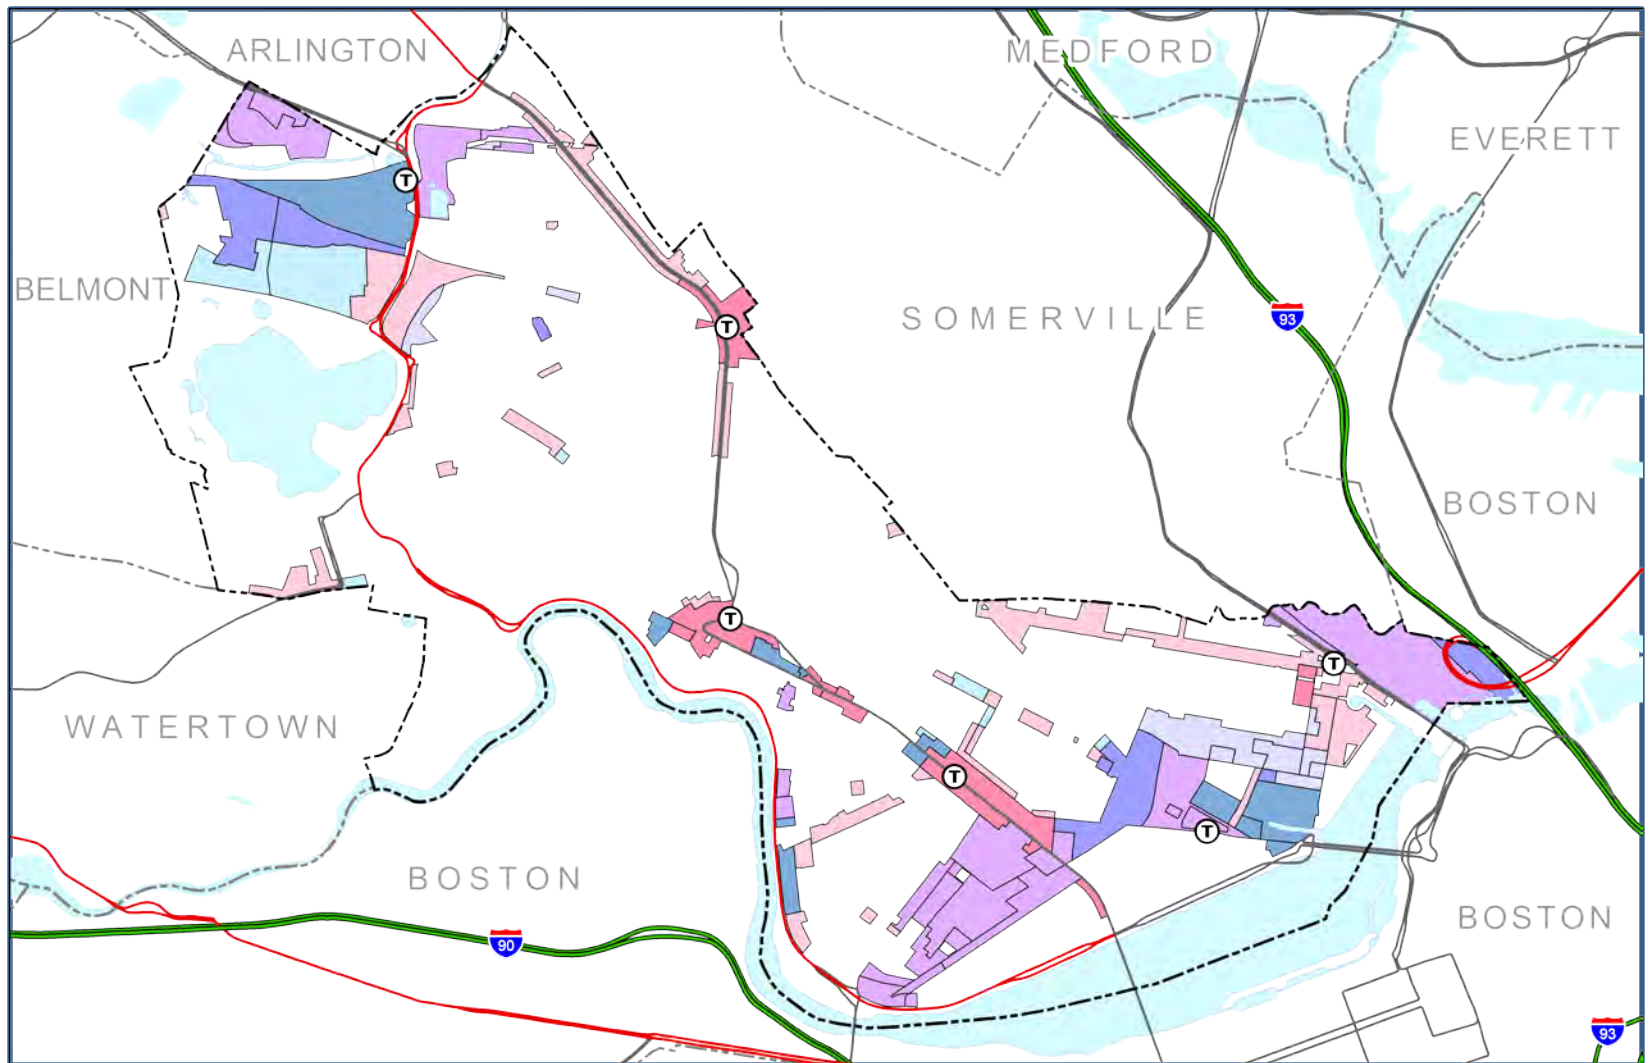 ARLINGTON
MEDFORD
EVERETT
T
BELMONT
SOMERVILLE
93
T
BOSTON
T
T
WATERTOWN
T
T
BOSTON
BOSTON
90
93